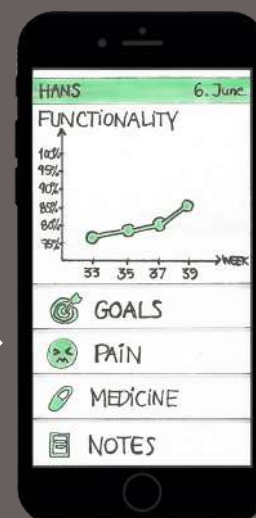 HANS 6. June
FUNCTiONALiTY
100%
95%
90%
85%
80%
75%
WEEK
33 35 37 39
GOALS
PAiN
MEDiCiNE
NOTES